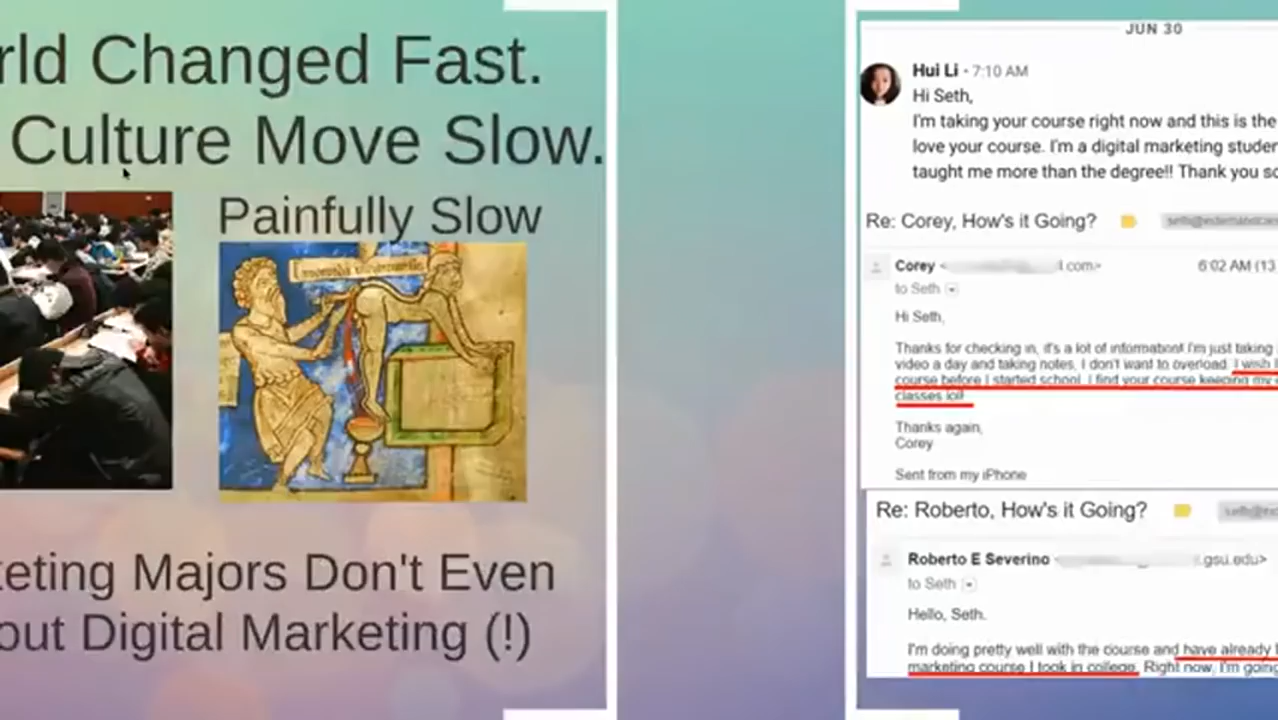 rld Changed Fast.
Culture Move Slow.
Painfully Slow
keting Majors Don't Even
out Digital Marketing (!)
JUN 30
Hui Li · 7:10 AM
Hi Seth,
I'm taking your course right now and this is the
love your course. I'm a digital marketing studen
taught me more than the degree!! Thank you so
Re: Corey, How's it Going?
Corey < l.com>
6:02 AM (13
to Seth
Hi Seth,
Thanks for checking in, it's a lot of information! I'm just taking
video a day and taking notes, I don't want to overload. I wish I
course before I started school. I find your course keeping my
classes lol!
Thanks again,
Corey
Sent from my iPhone
Re: Roberto, How's it Going?
Roberto E Severino < .gsu.edu>
to Seth
Hello, Seth.
I'm doing pretty well with the course and have already
marketing course I took in college. Right now, I'm going